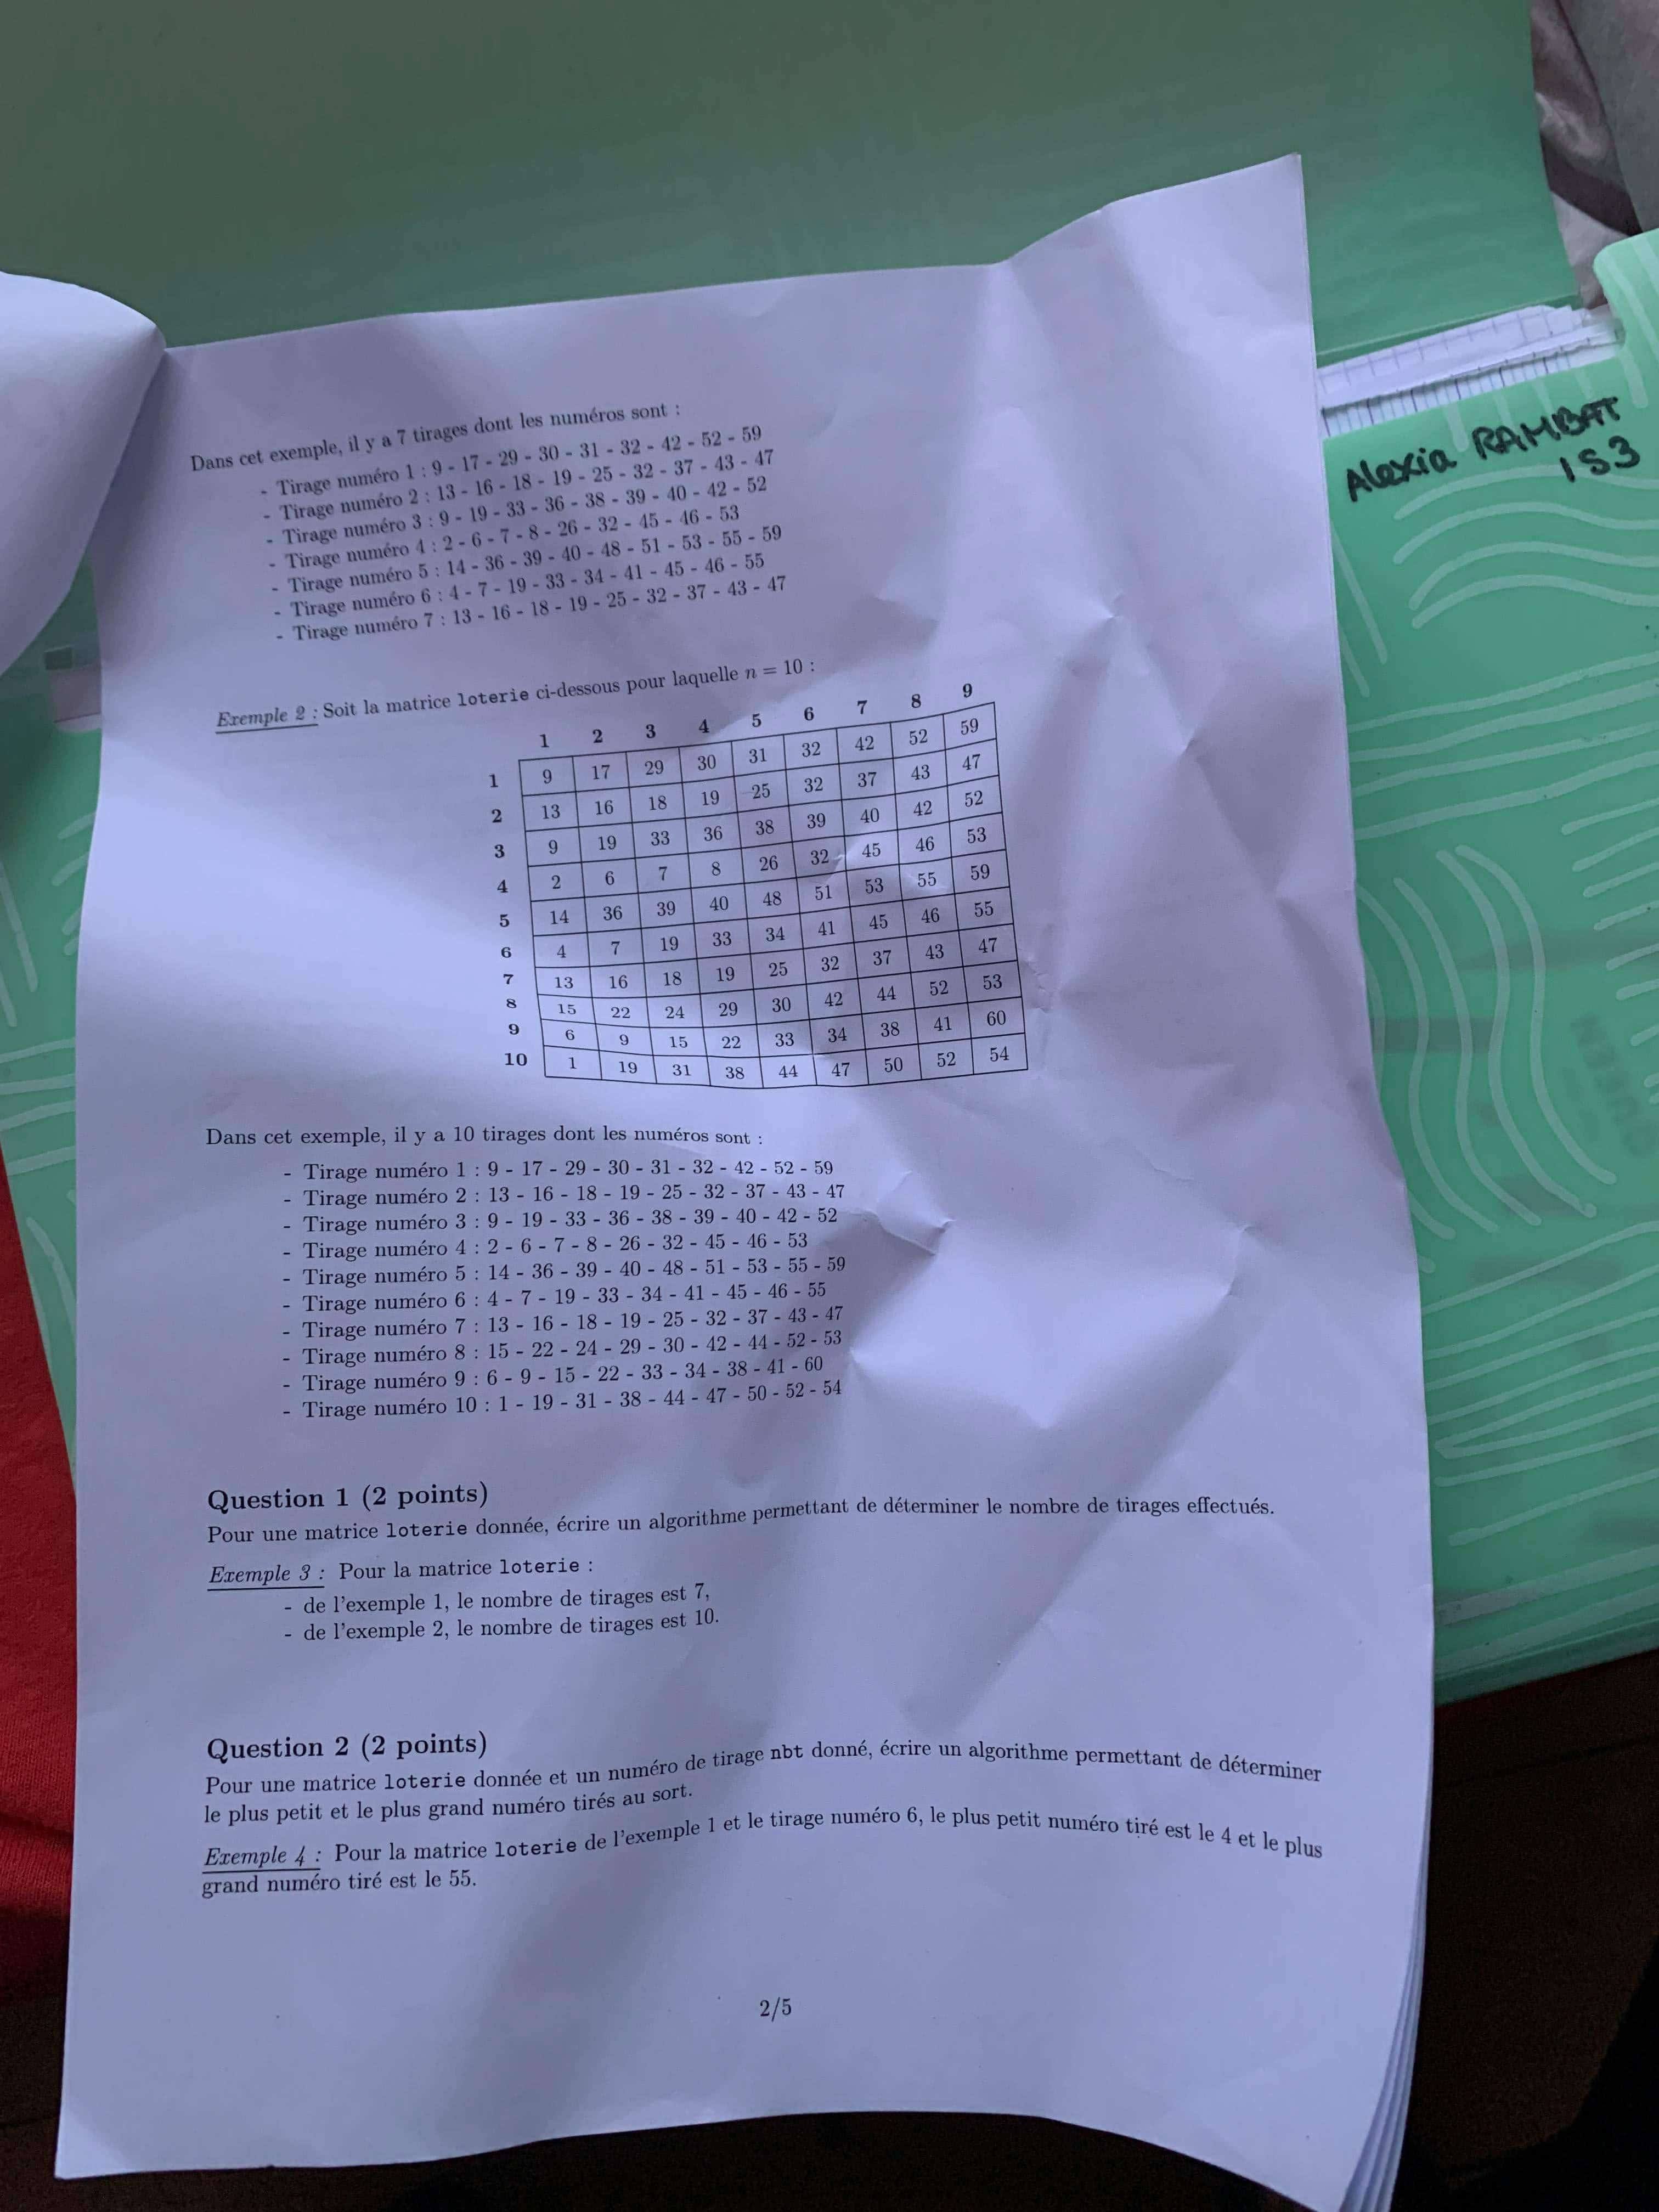 Dans cet exemple, il y a 7 tirages dont les numéros sont :
- Tirage numéro 1 : 9 - 17 - 29 - 30 - 31 - 32 - 42 - 52 - 59
- Tirage numéro 2 : 13 - 16 - 18 - 19 - 25 - 32 - 37 - 43 - 47
- Tirage numéro 3 : 9 - 19 - 33 - 36 - 38 - 39 - 40 - 42 - 52
- Tirage numéro 4 : 2 - 6 - 7 - 8 - 26 - 32 - 45 - 46 - 53
- Tirage numéro 5 : 14 - 36 - 39 - 40 - 48 - 51 - 53 - 55 - 59
- Tirage numéro 6 : 4 - 7 - 19 - 33 - 34 - 41 - 45 - 46 - 55
- Tirage numéro 7 : 13 - 16 - 18 - 19 - 25 - 32 - 37 - 43 - 47
Exemple 2 : Soit la matrice loterie ci-dessous pour laquelle n = 10 :
1 2 3 4 5 6 7 8 9
1 9 17 29 30 31 32 42 52 59
2 13 16 18 19 25 32 37 43 47
3 9 19 33 36 38 39 40 42 52
4 2 6 7 8 26 32 45 46 53
5 14 36 39 40 48 51 53 55 59
6 4 7 19 33 34 41 45 46 55
7 13 16 18 19 25 32 37 43 47
8 15 22 24 29 30 42 44 52 53
9 6 9 15 22 33 34 38 41 60
10 1 19 31 38 44 47 50 52 54
Dans cet exemple, il y a 10 tirages dont les numéros sont :
- Tirage numéro 1 : 9 - 17 - 29 - 30 - 31 - 32 - 42 - 52 - 59
- Tirage numéro 2 : 13 - 16 - 18 - 19 - 25 - 32 - 37 - 43 - 47
- Tirage numéro 3 : 9 - 19 - 33 - 36 - 38 - 39 - 40 - 42 - 52
- Tirage numéro 4 : 2 - 6 - 7 - 8 - 26 - 32 - 45 - 46 - 53
- Tirage numéro 5 : 14 - 36 - 39 - 40 - 48 - 51 - 53 - 55 - 59
- Tirage numéro 6 : 4 - 7 - 19 - 33 - 34 - 41 - 45 - 46 - 55
- Tirage numéro 7 : 13 - 16 - 18 - 19 - 25 - 32 - 37 - 43 - 47
- Tirage numéro 8 : 15 - 22 - 24 - 29 - 30 - 42 - 44 - 52 - 53
- Tirage numéro 9 : 6 - 9 - 15 - 22 - 33 - 34 - 38 - 41 - 60
- Tirage numéro 10 : 1 - 19 - 31 - 38 - 44 - 47 - 50 - 52 - 54
Question 1 (2 points)
Pour une matrice loterie donnée, écrire un algorithme permettant de déterminer le nombre de tirages effectués.
Exemple 3 : Pour la matrice loterie :
- de l'exemple 1, le nombre de tirages est 7,
- de l'exemple 2, le nombre de tirages est 10.
Question 2 (2 points)
Pour une matrice loterie donnée et un numéro de tirage nbt donné, écrire un algorithme permettant de déterminer
le plus petit et le plus grand numéro tirés au sort.
Exemple 4 : Pour la matrice loterie de l'exemple 1 et le tirage numéro 6, le plus petit numéro tiré est le 4 et le plus
grand numéro tiré est le 55.
2/5
Alexia RAMBAT
1S3